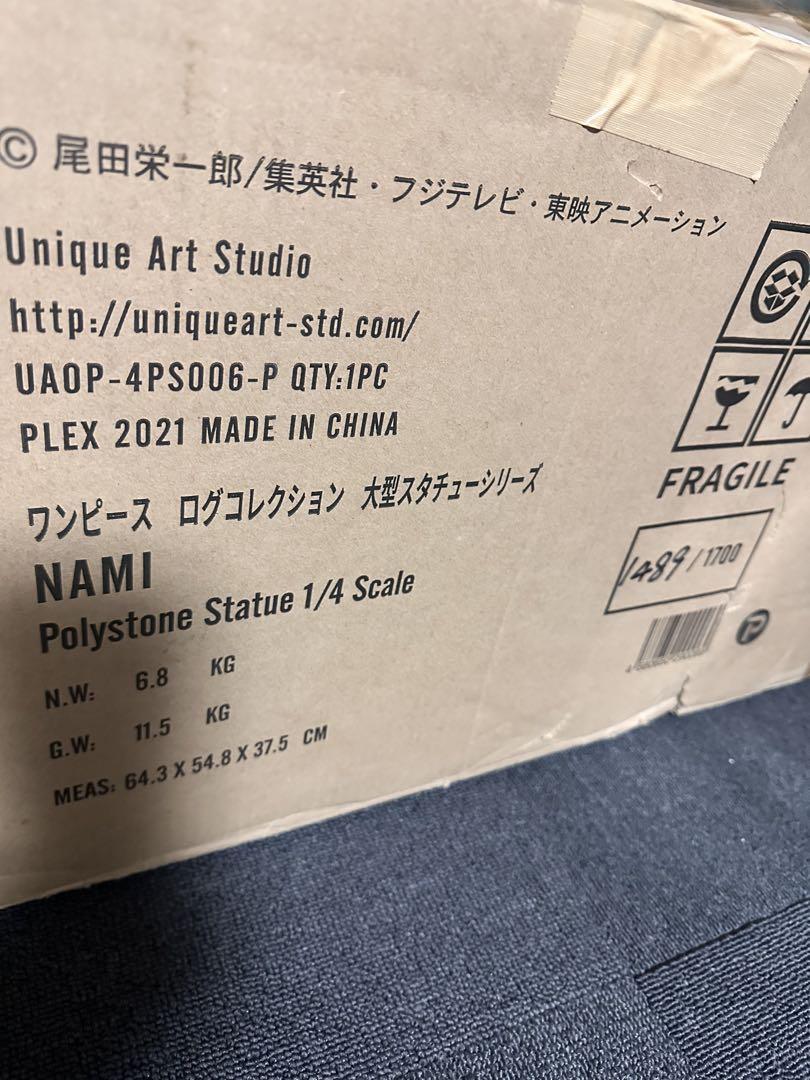 © 尾田栄一郎/集英社・フジテレビ・東映アニメーション
Unique Art Studio
http://uniqueart-std.com/
UAOP-4PS006-P QTY:1PC
PLEX 2021 MADE IN CHINA
ワンピース ログコレクション 大型スタチューシリーズ
NAMI
Polystone Statue 1/4 Scale
N.W: 6.8 KG
G.W: 11.5 KG
MEAS: 64.3 X 54.8 X 37.5 CM
FRAGILE
1489/1700
P